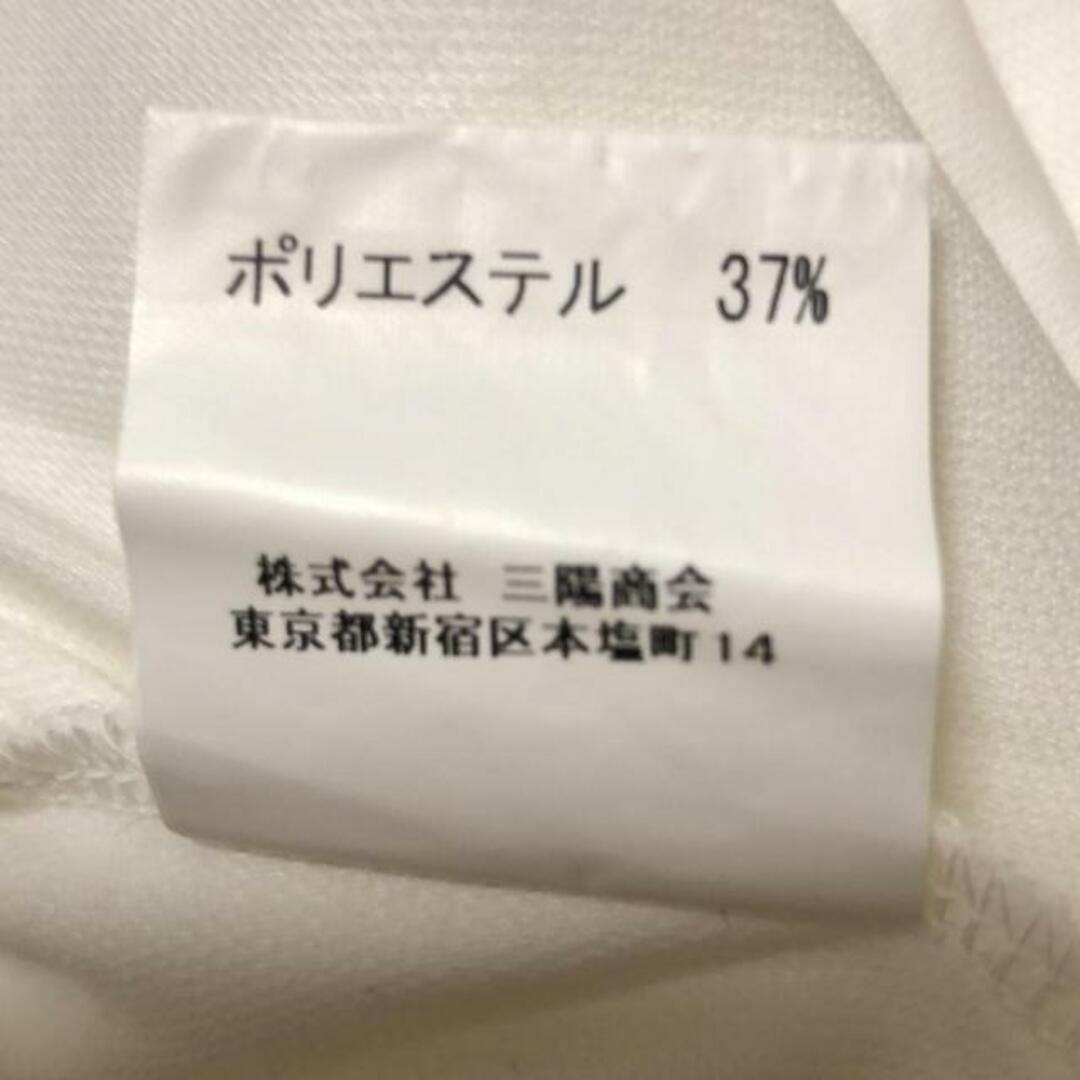 ポリエステル 37%
株式会社 三陽商会
東京都新宿区本塩町14